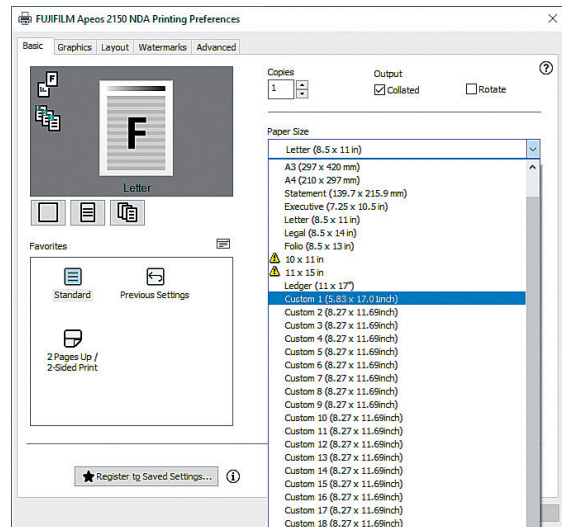 FUJIFILM Apeos 2150 NDA Printing Preferences
Basic Graphics Layout Watermarks Advanced
F
F
Letter
Copies
1
Output
Collated
Rotate
Paper Size
Letter (8.5 x 11 in)
A3 (297 x 420 mm)
A4 (210 x 297 mm)
Statement (139.7 x 215.9 mm)
Executive (7.25 x 10.5 in)
Letter (8.5 x 11 in)
Legal (8.5 x 14 in)
Folio (8.5 x 13 in)
10 x 11 in
11 x 15 in
Ledger (11 x 17")
Custom 1 (5.83 x 17.01inch)
Custom 2 (8.27 x 11.69inch)
Custom 3 (8.27 x 11.69inch)
Custom 4 (8.27 x 11.69inch)
Custom 5 (8.27 x 11.69inch)
Custom 6 (8.27 x 11.69inch)
Custom 7 (8.27 x 11.69inch)
Custom 8 (8.27 x 11.69inch)
Custom 9 (8.27 x 11.69inch)
Custom 10 (8.27 x 11.69inch)
Custom 11 (8.27 x 11.69inch)
Custom 12 (8.27 x 11.69inch)
Custom 13 (8.27 x 11.69inch)
Custom 14 (8.27 x 11.69inch)
Custom 15 (8.27 x 11.69inch)
Custom 16 (8.27 x 11.69inch)
Custom 17 (8.27 x 11.69inch)
Custom 18 (8.27 x 11.69inch)
Favorites
Standard
Previous Settings
2 Pages Up /
2-Sided Print
Register to Saved Settings...